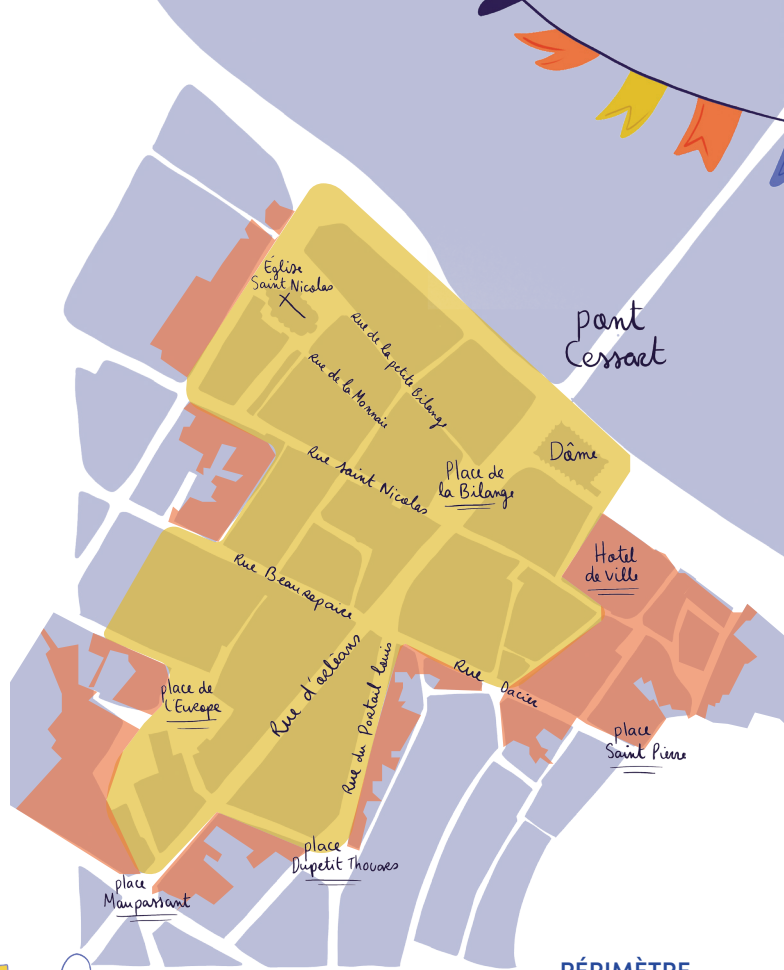 pont
Cessart
Église
Saint Nicolas
Rue de la petite Bilange
Rue de la Monnaie
Dôme
Rue Saint Nicolas
Place de
la Bilange
Hotel
de ville
Rue Beaurepaire
Rue d'orléans
Rue du Portail Louis
Rue Dacier
place de
l'Europe
place
Saint Pierre
place
Dupetit Thouars
place
Maupassant
PÉRIMÈTRE